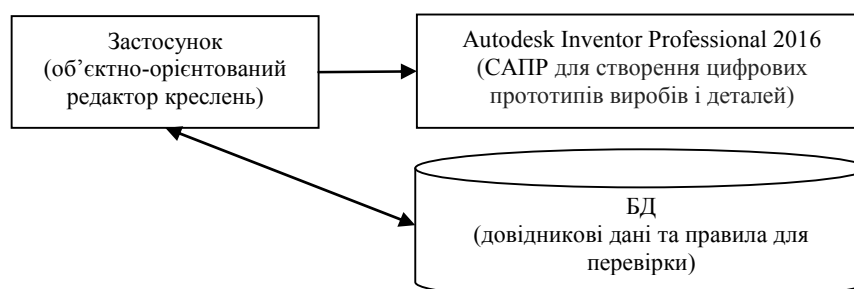 Застосунок
(об’єктно-орієнтований
редактор креслень)
Autodesk Inventor Professional 2016
(САПР для створення цифрових
прототипів виробів і деталей)
БД
(довідникові дані та правила для
перевірки)